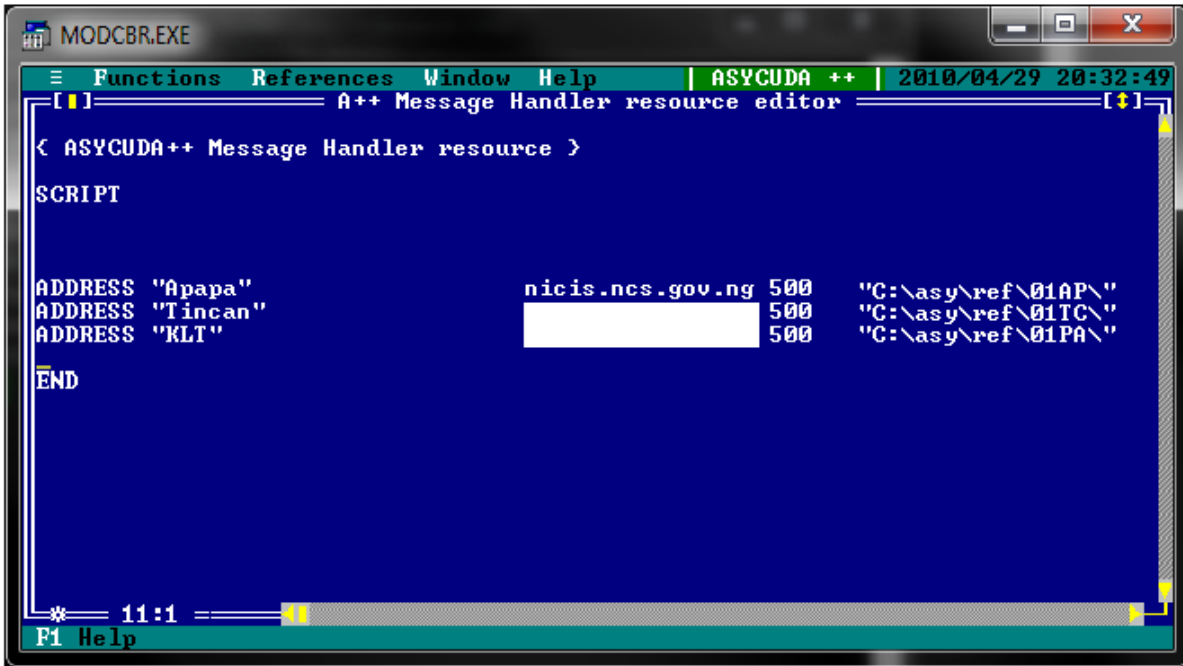 MODCBR.EXE
≡ Functions References Window Help | ASYCUDA ++ | 2010/04/29 20:32:49
A++ Message Handler resource editor
{ ASYCUDA++ Message Handler resource }
SCRIPT
ADDRESS "Apapa" nicis.ncs.gov.ng 500 "C:\asy\ref\01AP\"
ADDRESS "Tincan" 500 "C:\asy\ref\01TC\"
ADDRESS "KLT" 500 "C:\asy\ref\01PA\"
END
11:1
F1 Help